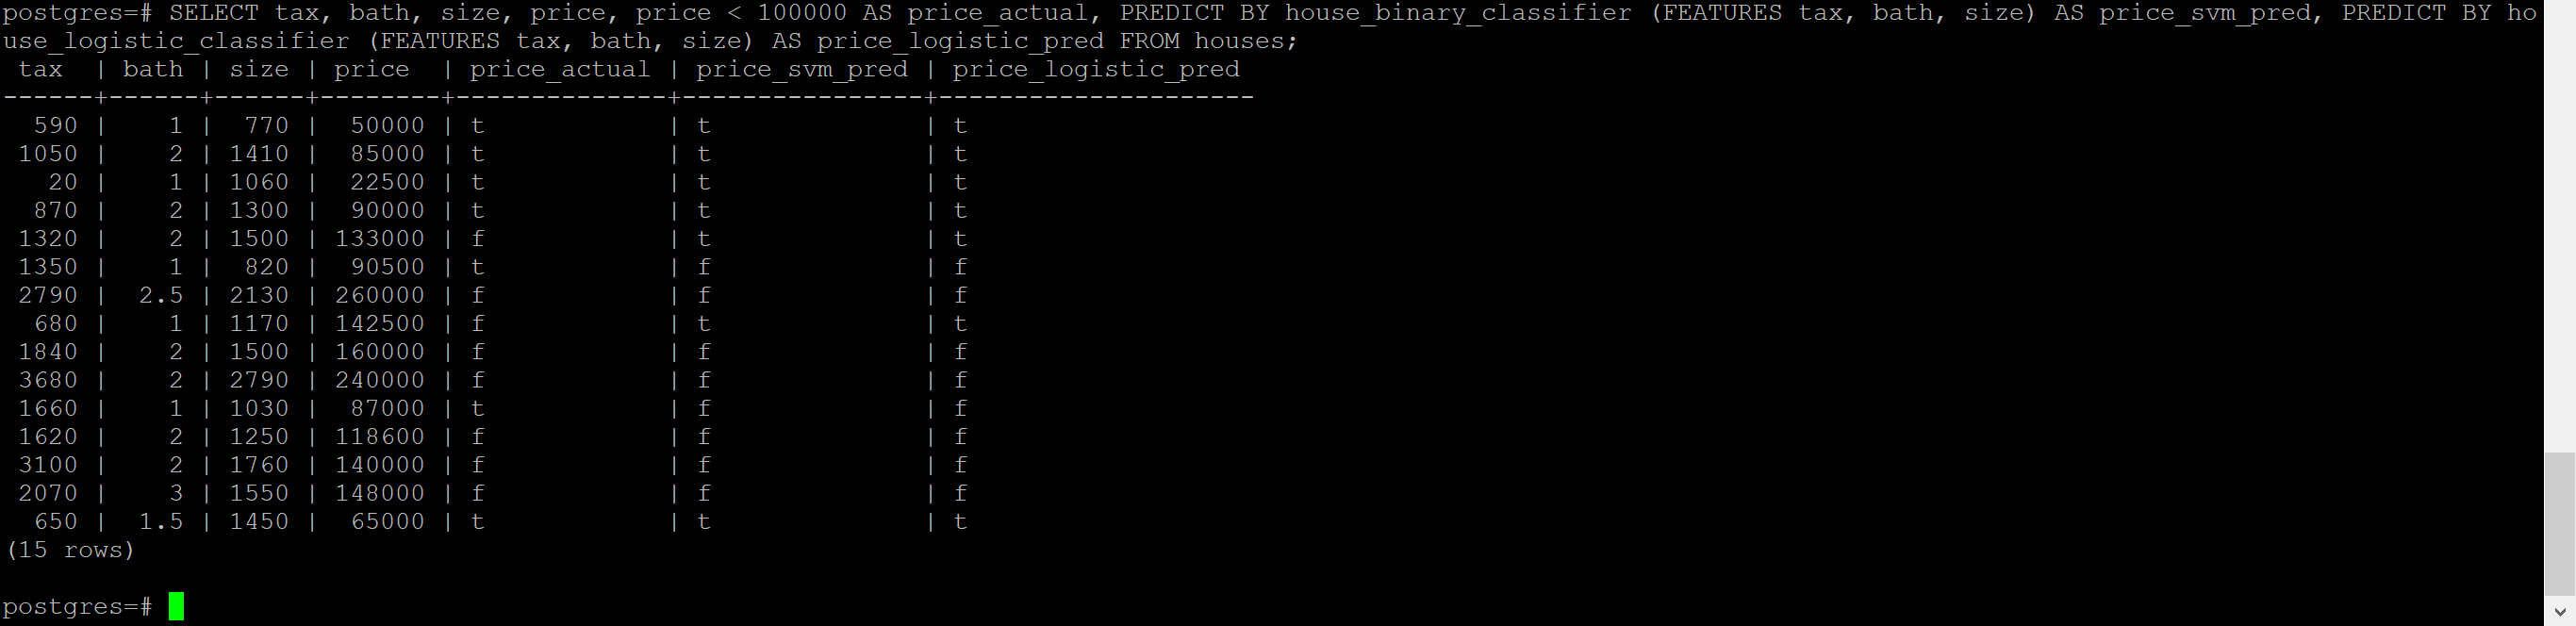 postgres=# SELECT tax, bath, size, price, price < 100000 AS price_actual, PREDICT BY house_binary_classifier (FEATURES tax, bath, size) AS price_svm_pred, PREDICT BY ho
use_logistic_classifier (FEATURES tax, bath, size) AS price_logistic_pred FROM houses;
 tax  | bath | size | price  | price_actual | price_svm_pred | price_logistic_pred
------+------+------+--------+--------------+----------------+---------------------
  590 |    1 |  770 |  50000 | t            | t              | t
 1050 |    2 | 1410 |  85000 | t            | t              | t
   20 |    1 | 1060 |  22500 | t            | t              | t
  870 |    2 | 1300 |  90000 | t            | t              | t
 1320 |    2 | 1500 | 133000 | f            | t              | t
 1350 |    1 |  820 |  90500 | t            | f              | f
 2790 |  2.5 | 2130 | 260000 | f            | f              | f
  680 |    1 | 1170 | 142500 | f            | t              | t
 1840 |    2 | 1500 | 160000 | f            | f              | f
 3680 |    2 | 2790 | 240000 | f            | f              | f
 1660 |    1 | 1030 |  87000 | t            | f              | f
 1620 |    2 | 1250 | 118600 | f            | f              | f
 3100 |    2 | 1760 | 140000 | f            | f              | f
 2070 |    3 | 1550 | 148000 | f            | f              | f
  650 |  1.5 | 1450 |  65000 | t            | t              | t
(15 rows)
postgres=#